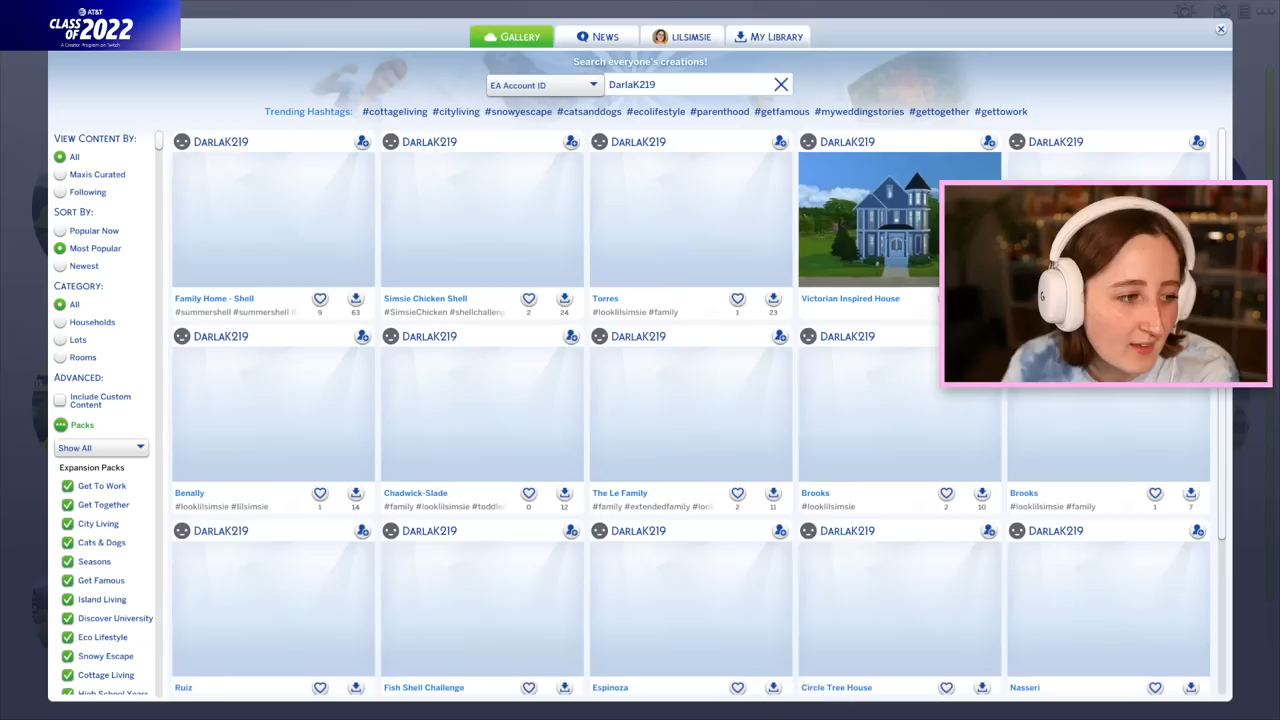 AT&T
CLASS
OF 2022
A Creator Program on Twitch
GALLERY
NEWS
LILSIMSIE
MY LIBRARY
Search everyone's creations!
EA Account ID
DarlaK219
Trending Hashtags: #cottageliving #cityliving #snowyescape #catsanddogs #ecolifestyle #parenthood #getfamous #myweddingstories #gettogether #gettowork
VIEW CONTENT BY:
All
Maxis Curated
Following
SORT BY:
Popular Now
Most Popular
Newest
CATEGORY:
All
Households
Lots
Rooms
ADVANCED:
Include Custom
Content
Packs
Show All
Expansion Packs
Get To Work
Get Together
City Living
Cats & Dogs
Seasons
Get Famous
Island Living
Discover University
Eco Lifestyle
Snowy Escape
Cottage Living
High School Years
DARLAK219 DARLAK219 DARLAK219 DARLAK219 DARLAK219
Family Home - Shell Simsie Chicken Shell Torres Victorian Inspired House
#summershell #summershell 9 63 #SimsieChicken #shellchalleng 2 24 #looklilsimsie #family 1 23
DARLAK219 DARLAK219 DARLAK219 DARLAK219
Benally Chadwick-Slade The Le Family Brooks Brooks
#looklilsimsie #lilsimsie 1 14 #family #looklilsimsie #toddle 0 12 #family #extendedfamily #look 2 11 #looklilsimsie 2 10 #looklilsimsie #family 1 7
DARLAK219 DARLAK219 DARLAK219 DARLAK219 DARLAK219
Ruiz Fish Shell Challenge Espinoza Circle Tree House Nasseri